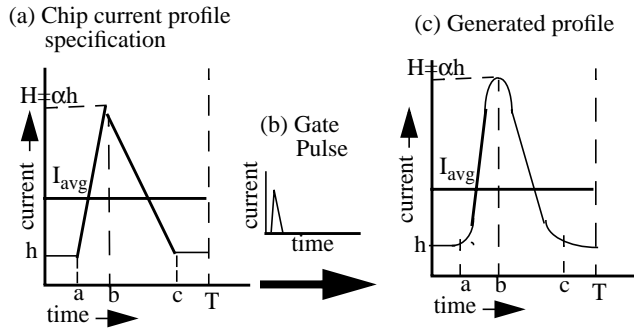 (a) Chip current profile
specification
H=αh
current
I_avg
h
a
b
c
T
time
(b) Gate
Pulse
current
time
(c) Generated profile
H=αh
current
I_avg
h
a
b
c
T
time